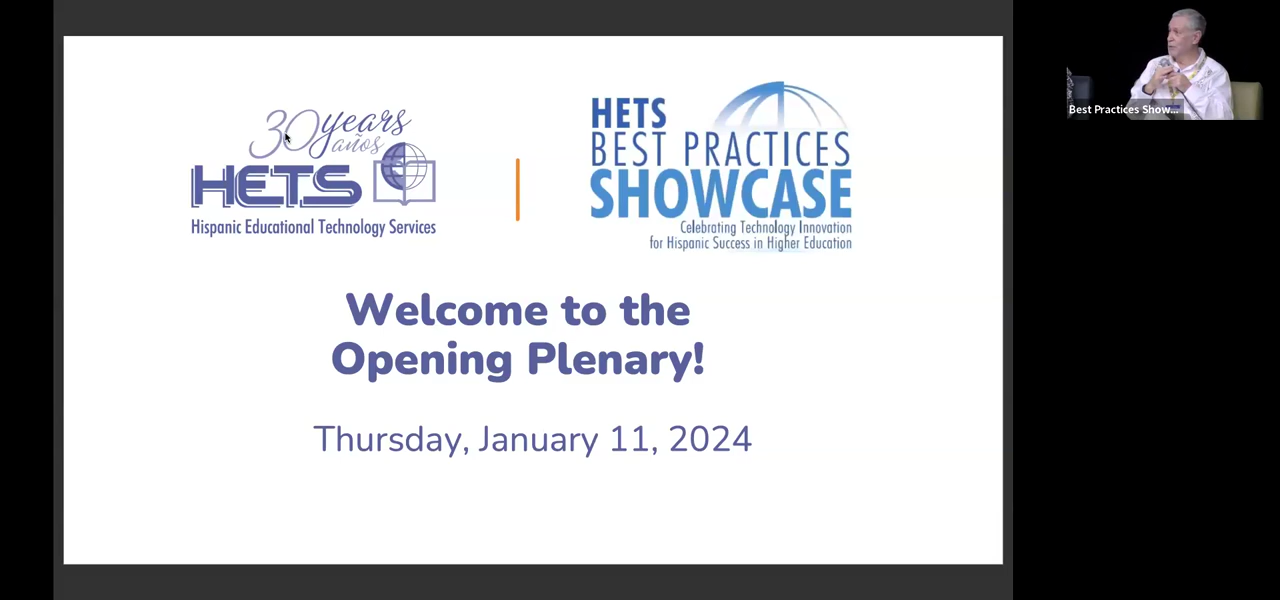 30 years
años
HETS
Hispanic Educational Technology Services
HETS
BEST PRACTICES
SHOWCASE
Celebrating Technology Innovation
for Hispanic Success in Higher Education
Welcome to the
Opening Plenary!
Thursday, January 11, 2024
Best Practices Show...